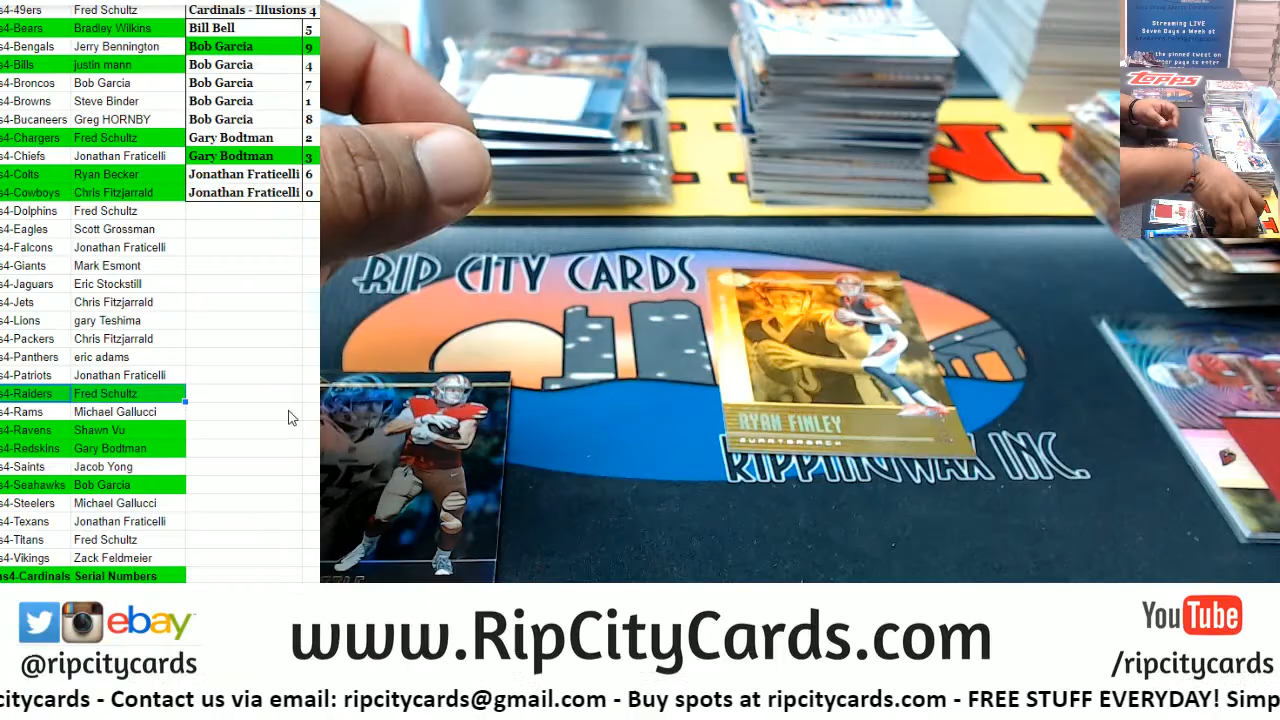 s4-49ers Fred Schultz Cardinals - Illusions 4
s4-Bears Bradley Wilkins Bill Bell 5
s4-Bengals Jerry Bennington Bob Garcia 9
s4-Bills justin mann Bob Garcia 4
s4-Broncos Bob Garcia Bob Garcia 7
s4-Browns Steve Binder Bob Garcia 1
s4-Bucaneers Greg HORNBY Bob Garcia 8
s4-Chargers Fred Schultz Gary Bodtman 2
s4-Chiefs Jonathan Fraticelli Gary Bodtman 3
s4-Colts Ryan Becker Jonathan Fraticelli 6
s4-Cowboys Chris Fitzjarrald Jonathan Fraticelli 0
s4-Dolphins Fred Schultz
s4-Eagles Scott Grossman
s4-Falcons Jonathan Fraticelli
s4-Giants Mark Esmont
s4-Jaguars Eric Stockstill
s4-Jets Chris Fitzjarrald
s4-Lions gary Teshima
s4-Packers Chris Fitzjarrald
s4-Panthers eric adams
s4-Patriots Jonathan Fraticelli
s4-Raiders Fred Schultz
s4-Rams Michael Gallucci
s4-Ravens Shawn Vu
s4-Redskins Gary Bodtman
s4-Saints Jacob Yong
s4-Seahawks Bob Garcia
s4-Steelers Michael Gallucci
s4-Texans Jonathan Fraticelli
s4-Titans Fred Schultz
s4-Vikings Zack Feldmeier
ns4-Cardinals Serial Numbers
RIP CITY CARDS
RYAN FINLEY
QUARTERBACK
RIPPINWAX INC.
Streaming LIVE
Seven Days a Week at
Topps
ebay
@ripcitycards
www.RipCityCards.com
YouTube
/ripcitycards
citycards - Contact us via email: ripcitycards@gmail.com - Buy spots at ripcitycards.com - FREE STUFF EVERYDAY! Simp